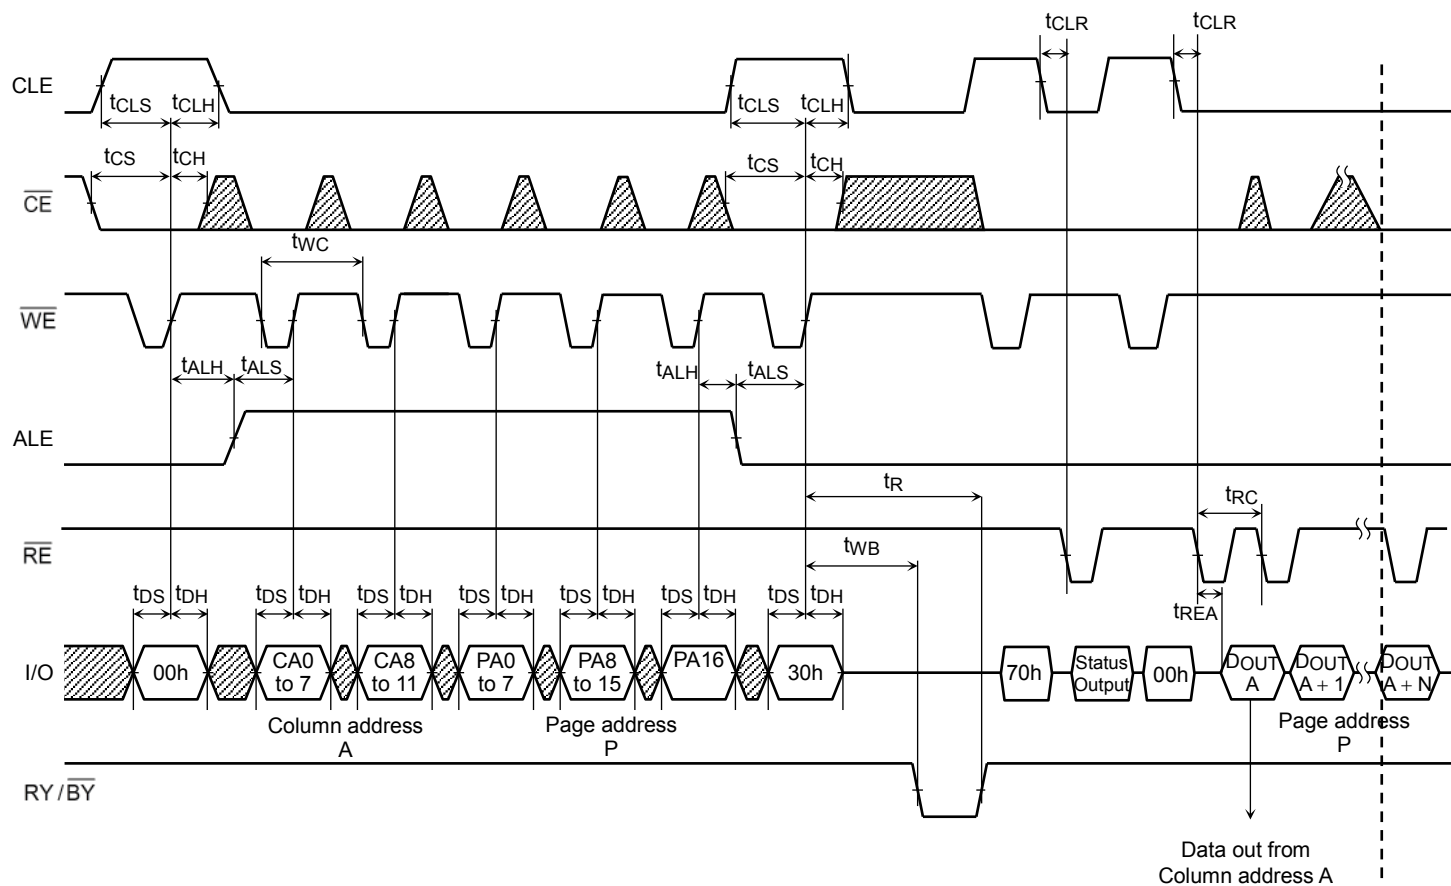 tCLR
tCLR
CLE
tCLS
tCLH
tCLS
tCLH
tCS
tCH
tCS
tCH
CE
tWC
WE
tALH
tALS
tALH
tALS
ALE
tR
tRC
RE
tWB
tDS
tDH
tDS
tDH
tDS
tDH
tDS
tDH
tDS
tDH
tDS
tDH
tDS
tDH
tREA
I/O
00h
CA0
to 7
CA8
to 11
PA0
to 7
PA8
to 15
PA16
30h
70h
Status
Output
00h
DOUT
A
DOUT
A + 1
DOUT
A + N
Column address
A
Page address
P
Page address
P
RY/BY
Data out from
Column address A